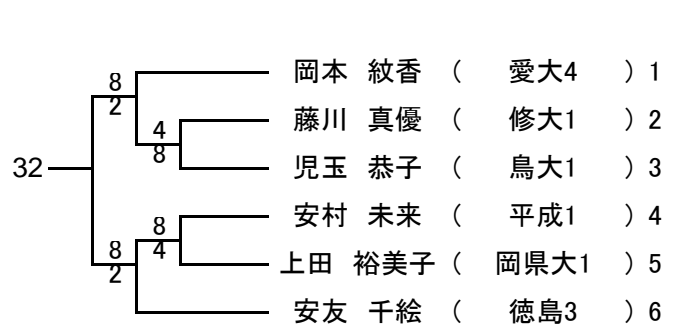 岡本 紋香 ( 愛大4 ) 1
8
2
藤川 真優 ( 修大1 ) 2
4
8
32
児玉 恭子 ( 鳥大1 ) 3
安村 未来 ( 平成1 ) 4
8
4
上田 裕美子 ( 岡県大1 ) 5
8
2
安友 千絵 ( 徳島3 ) 6